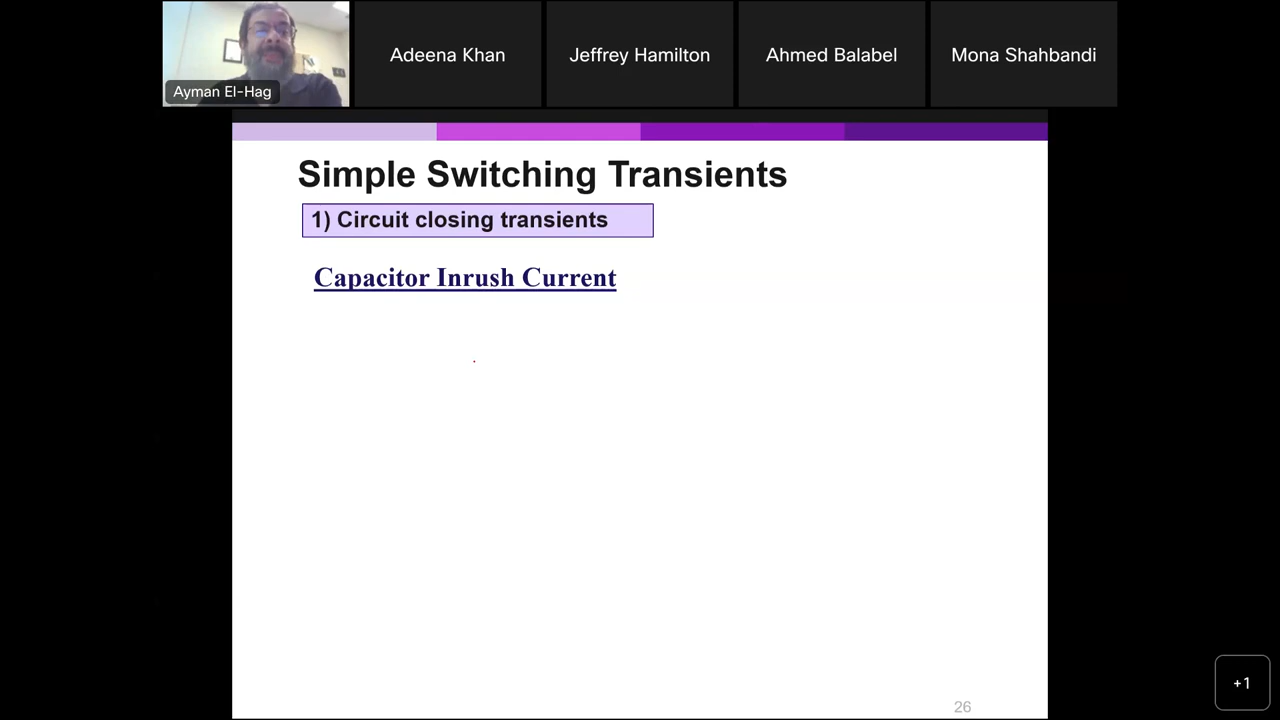 Ayman El-Hag
Adeena Khan
Jeffrey Hamilton
Ahmed Balabel
Mona Shahbandi
Simple Switching Transients
1) Circuit closing transients
Capacitor Inrush Current
26
+1